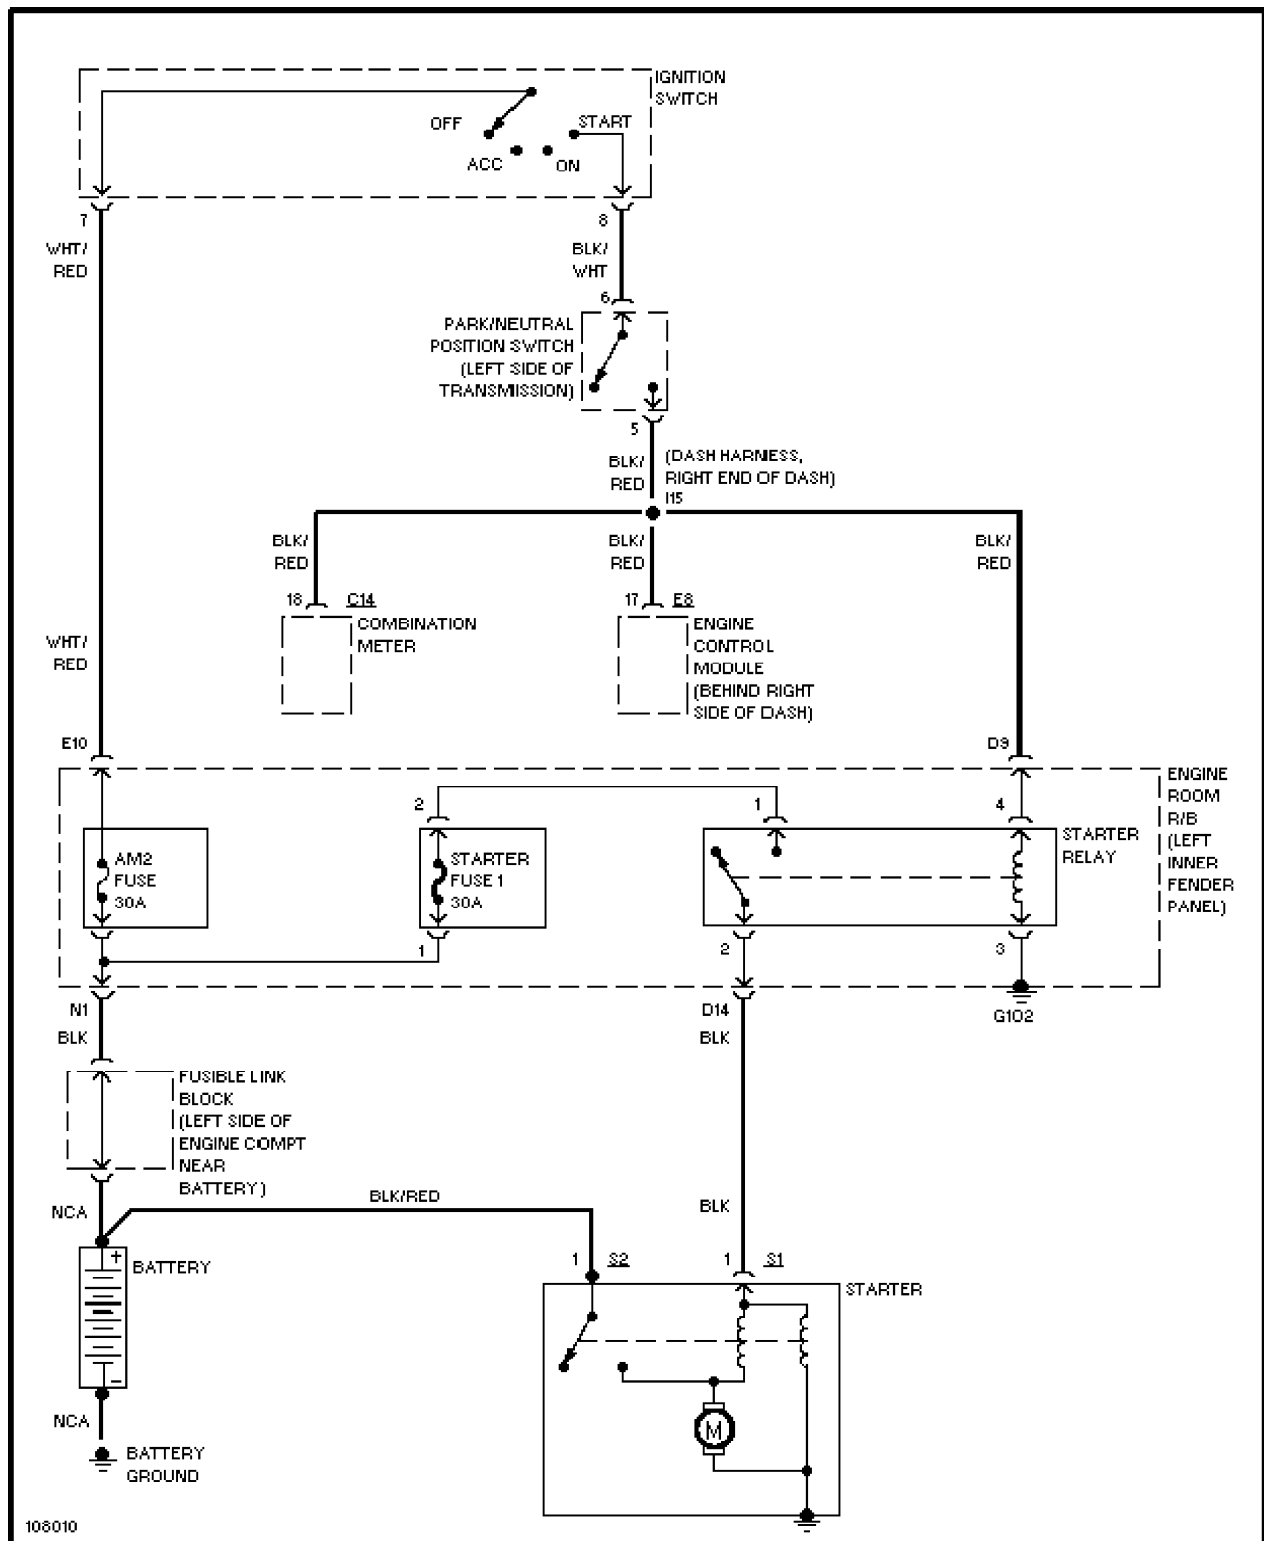 IGNITION
SWITCH
OFF
START
ACC
ON
7
8
WHT/
RED
BLK/
WHT
6
PARK/NEUTRAL
POSITION SWITCH
(LEFT SIDE OF
TRANSMISSION)
5
BLK/
RED
(DASH HARNESS,
RIGHT END OF DASH)
I15
BLK/
RED
BLK/
RED
BLK/
RED
18
C14
17
E8
COMBINATION
METER
ENGINE
CONTROL
MODULE
(BEHIND RIGHT
SIDE OF DASH)
WHT/
RED
E10
D9
ENGINE
ROOM
R/B
(LEFT
INNER
FENDER
PANEL)
2
1
4
AM2
FUSE
30A
STARTER
FUSE 1
30A
STARTER
RELAY
1
2
3
N1
D14
G102
BLK
BLK
FUSIBLE LINK
BLOCK
(LEFT SIDE OF
ENGINE COMPT
NEAR
BATTERY)
NCA
BLK/RED
BLK
1
S2
1
S1
+
BATTERY
STARTER
-
M
NCA
BATTERY
GROUND
108010